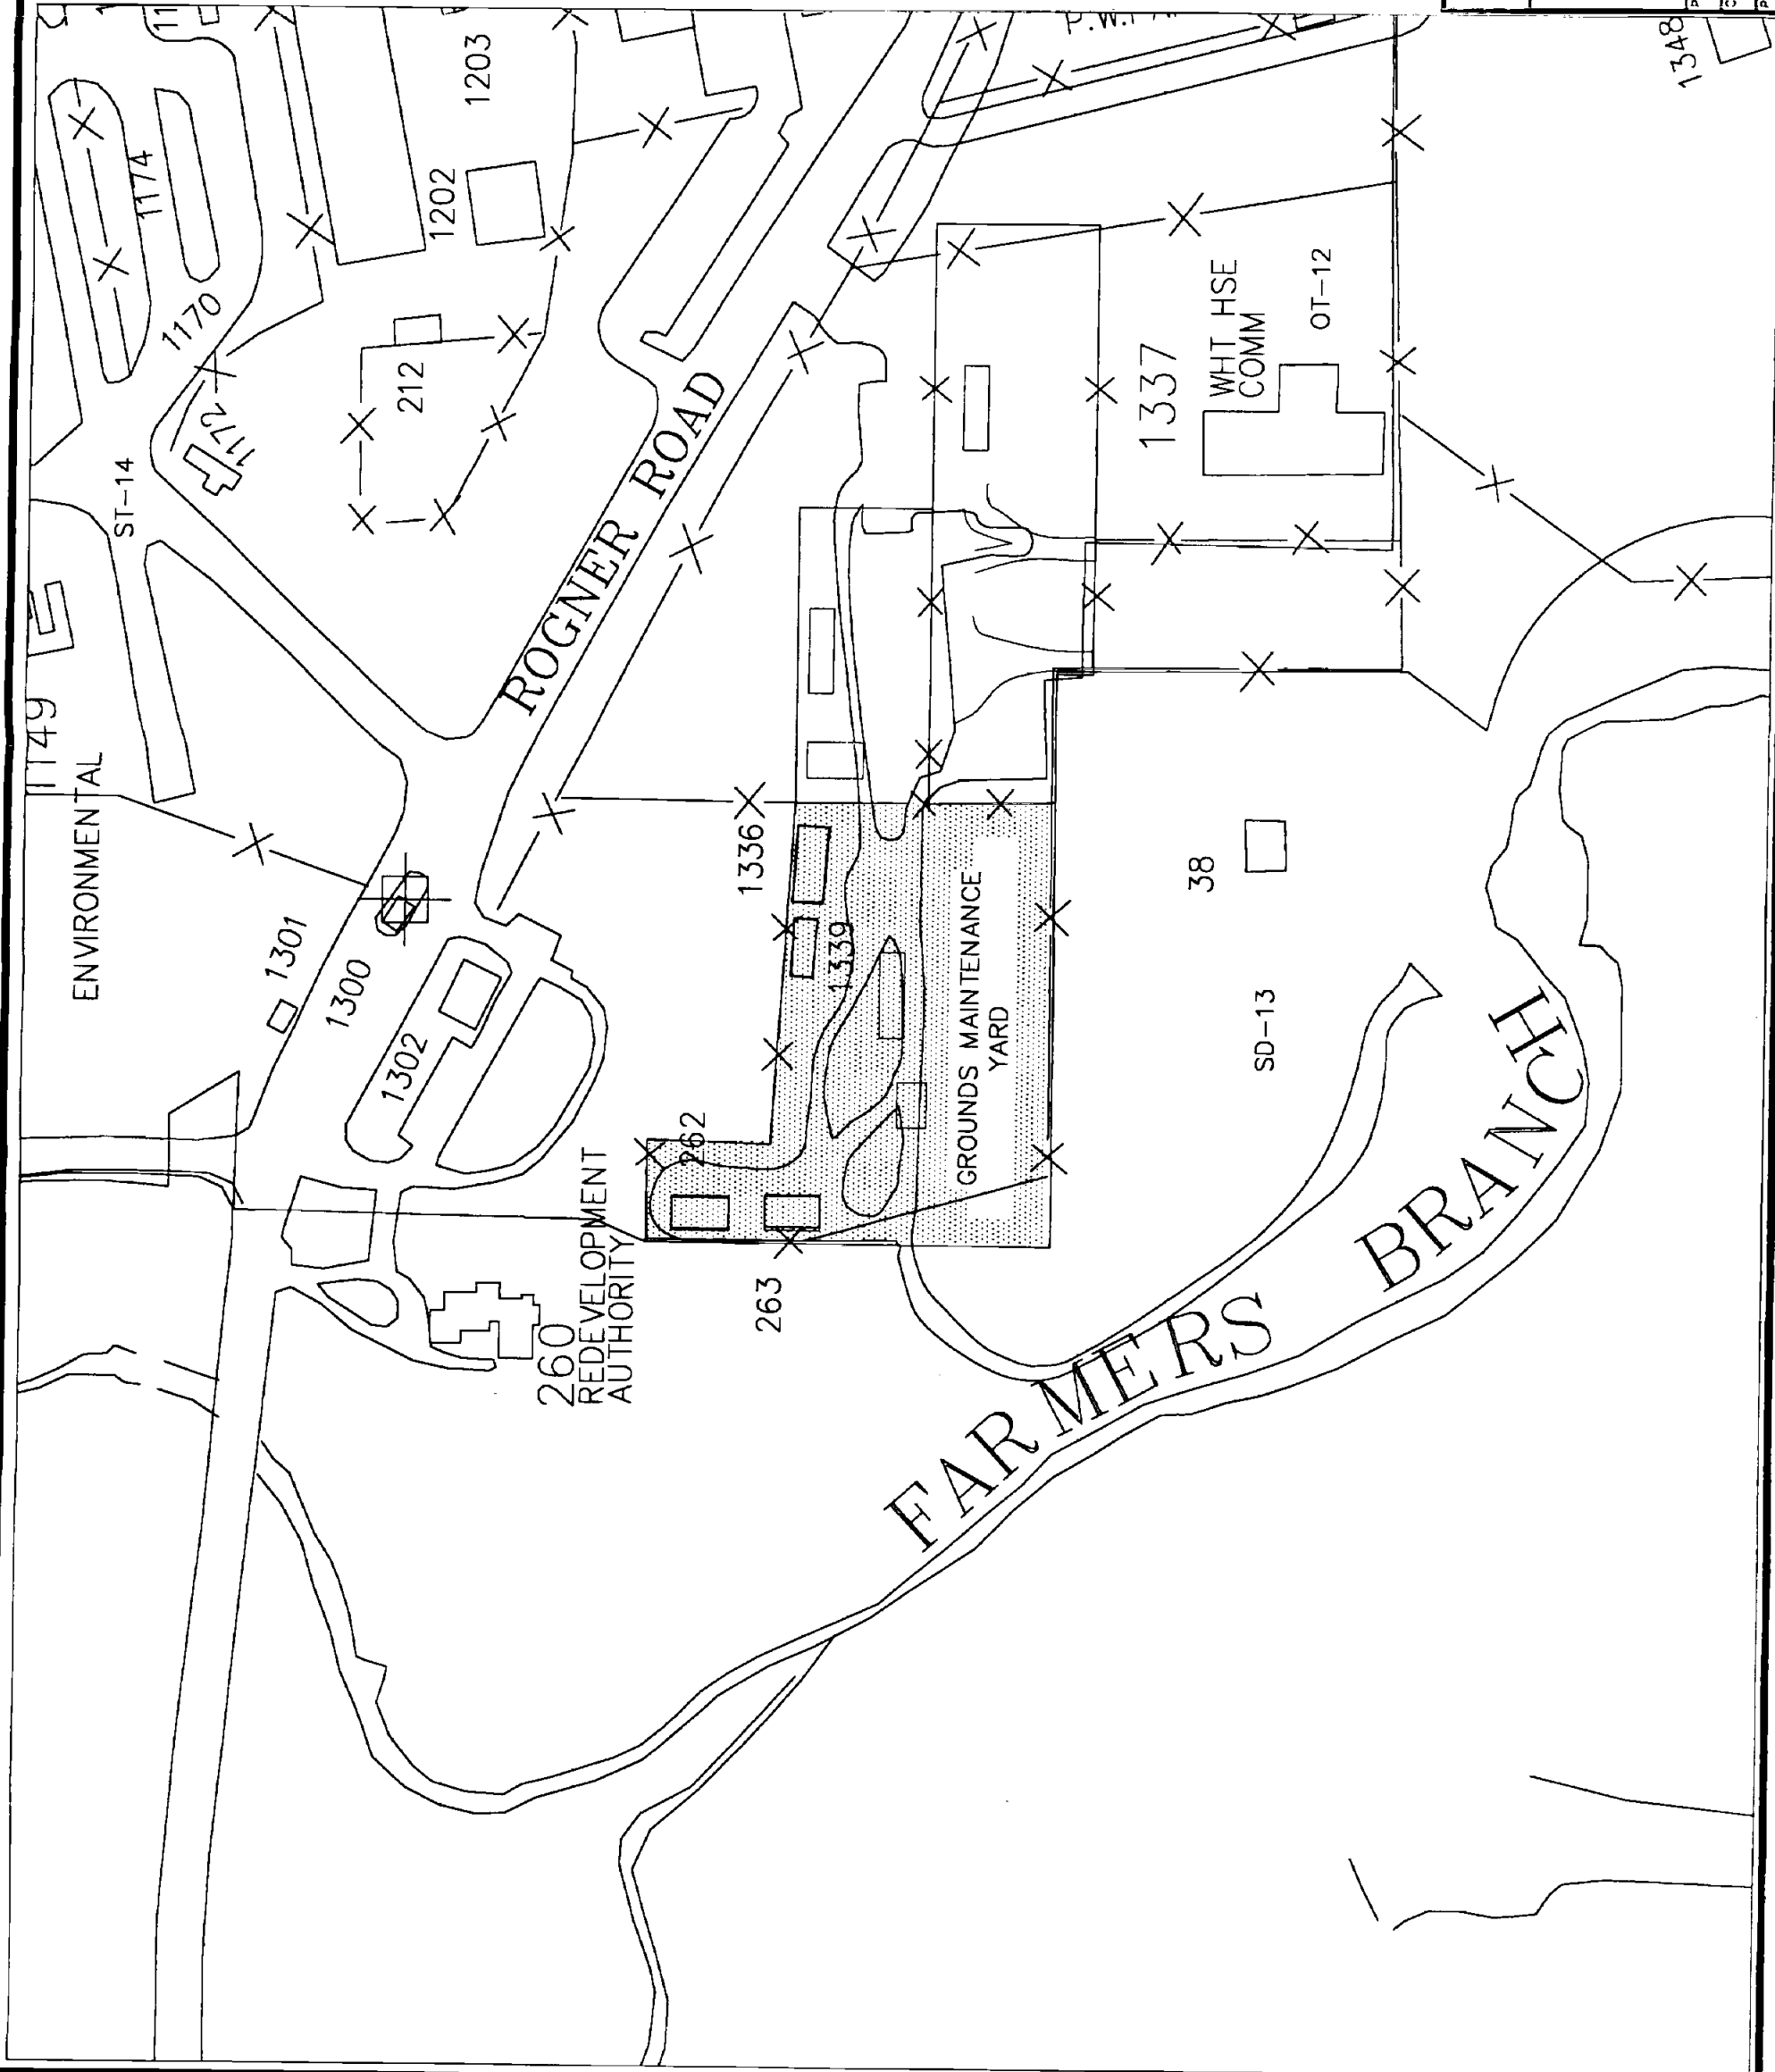 1149
ENVIRONMENTAL
ST-14
1174
1170
1172
1203
1202
212
1301
1300
1302
ROGNER ROAD
260
REDEVELOPMENT
AUTHORITY
262
263
1336
1339
GROUNDS MAINTENANCE
YARD
1337
WHT HSE
COMM
OT-12
38
SD-13
FARMERS BRANCH
1348